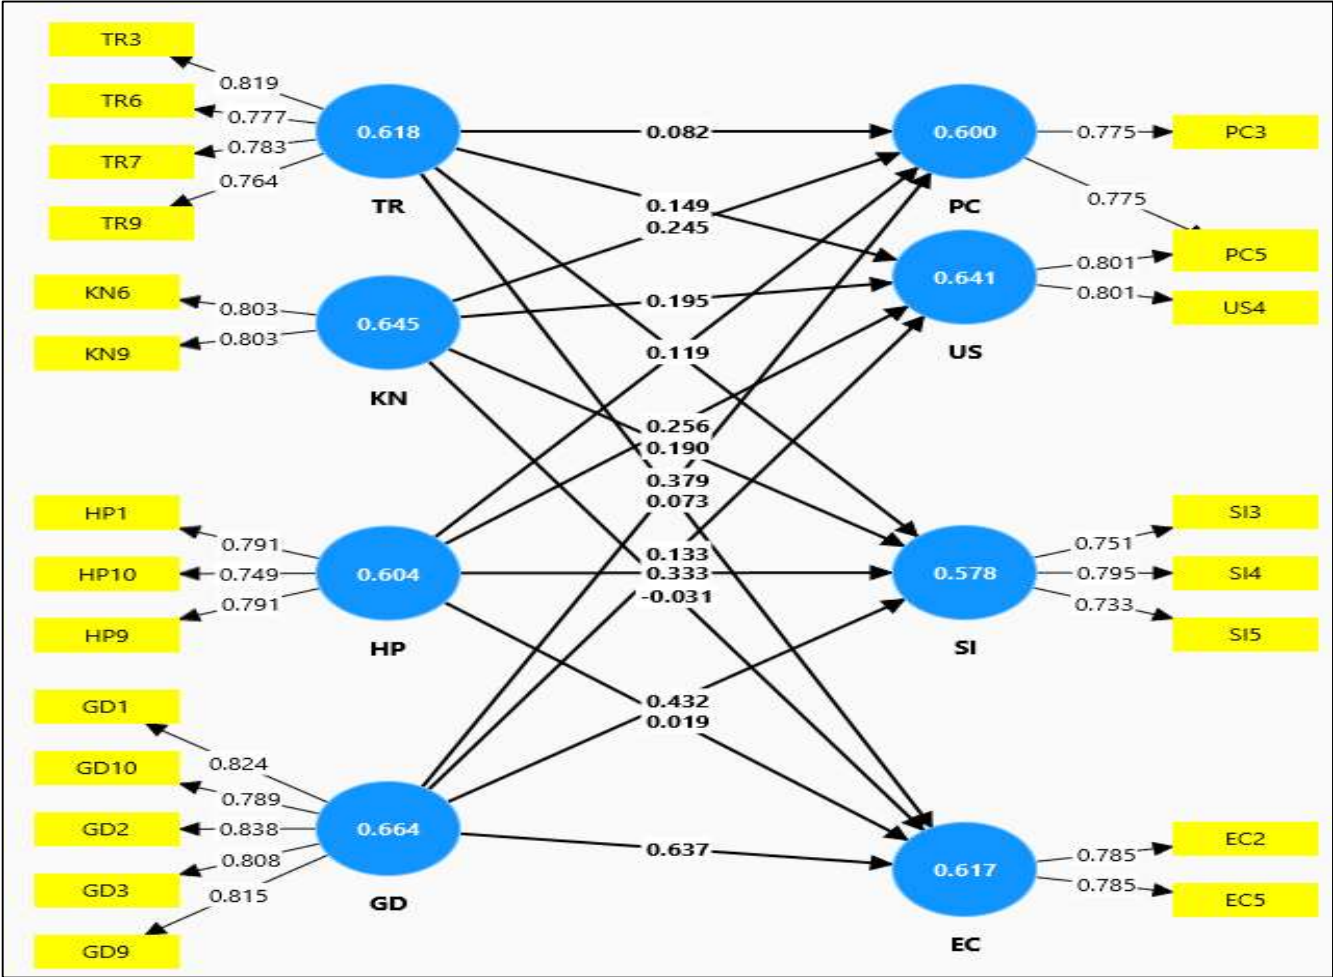 TR3
0.819
TR6
0.777
TR7
0.783
0.764
TR9
0.618
TR
KN6
0.803
KN9
0.803
0.645
KN
HP1
0.791
HP10
0.749
0.791
HP9
0.604
HP
GD1
0.824
GD10
0.789
GD2
0.838
0.808
GD3
0.815
GD9
0.664
GD
0.082
0.149
0.245
0.195
0.119
0.256
0.190
0.379
0.073
0.133
0.333
-0.031
0.432
0.019
0.637
0.600
PC
0.775
PC3
0.775
PC5
0.641
US
0.801
0.801
US4
0.578
SI
SI3
0.751
0.795
SI4
0.733
SI5
0.617
EC
EC2
0.785
0.785
EC5